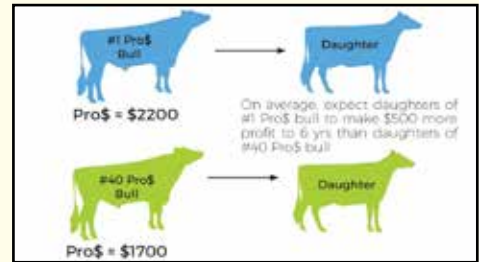 #1 Pro$
Bull
Daughter
Pro$ = $2200
On average, expect daughters of
#1 Pro$ bull to make $500 more
profit to 6 yrs than daughters of
#40 Pro$ bull
#40 Pro$
Bull
Daughter
Pro$ = $1700